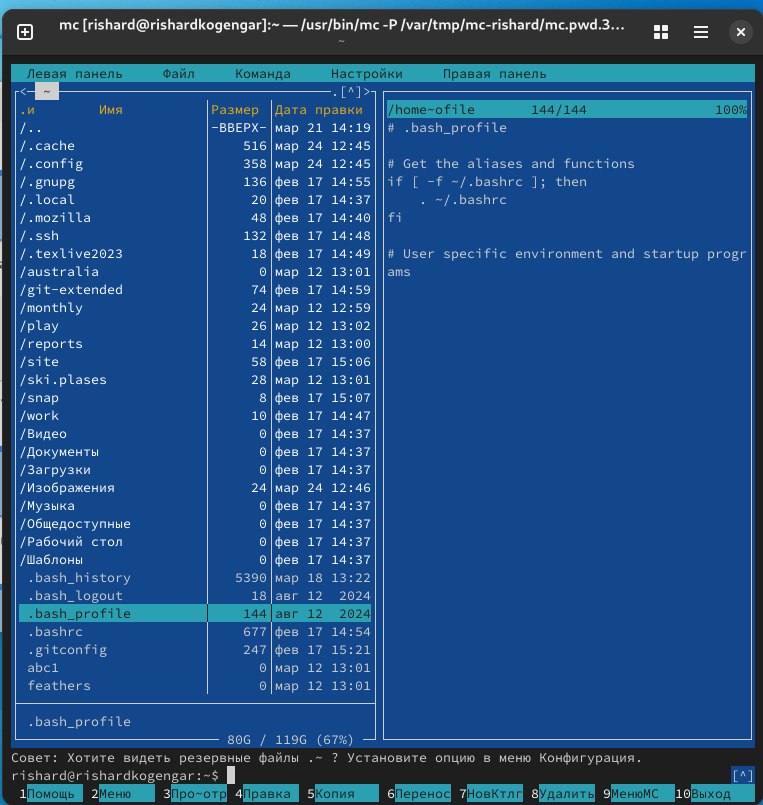 mc [rishard@rishardkogengar]:~ — /usr/bin/mc -P /var/tmp/mc-rishard/mc.pwd.3…
~
Левая панель Файл Команда Настройки Правая панель
<─ ~ .[^]>
.и Имя Размер Дата правки
/.. -ВВЕРХ- мар 21 14:19
/.cache 516 мар 24 12:45
/.config 358 мар 24 12:45
/.gnupg 136 фев 17 14:55
/.local 20 фев 17 14:37
/.mozilla 48 фев 17 14:40
/.ssh 132 фев 17 14:48
/.texlive2023 18 фев 17 14:49
/australia 0 мар 12 13:01
/git-extended 74 фев 17 14:59
/monthly 24 мар 12 12:59
/play 26 мар 12 13:02
/reports 14 мар 12 13:00
/site 58 фев 17 15:06
/ski.plases 28 мар 12 13:01
/snap 8 фев 17 15:07
/work 10 фев 17 14:47
/Видео 0 фев 17 14:37
/Документы 0 фев 17 14:37
/Загрузки 0 фев 17 14:37
/Изображения 24 мар 24 12:46
/Музыка 0 фев 17 14:37
/Общедоступные 0 фев 17 14:37
/Рабочий стол 0 фев 17 14:37
/Шаблоны 0 фев 17 14:37
.bash_history 5390 мар 18 13:22
.bash_logout 18 авг 12 2024
.bash_profile 144 авг 12 2024
.bashrc 677 фев 17 14:54
.gitconfig 247 фев 17 15:21
abc1 0 мар 12 13:01
feathers 0 мар 12 13:01
.bash_profile
80G / 119G (67%)
/home~ofile 144/144 100%
# .bash_profile
# Get the aliases and functions
if [ -f ~/.bashrc ]; then
. ~/.bashrc
fi
# User specific environment and startup progr
ams
Совет: Хотите видеть резервные файлы .~ ? Установите опцию в меню Конфигурация.
rishard@rishardkogengar:~$ [^]
1Помощь 2Меню 3Про~отр 4Правка 5Копия 6Перенос 7НовКтлг 8Удалить 9МенюМС 10Выход